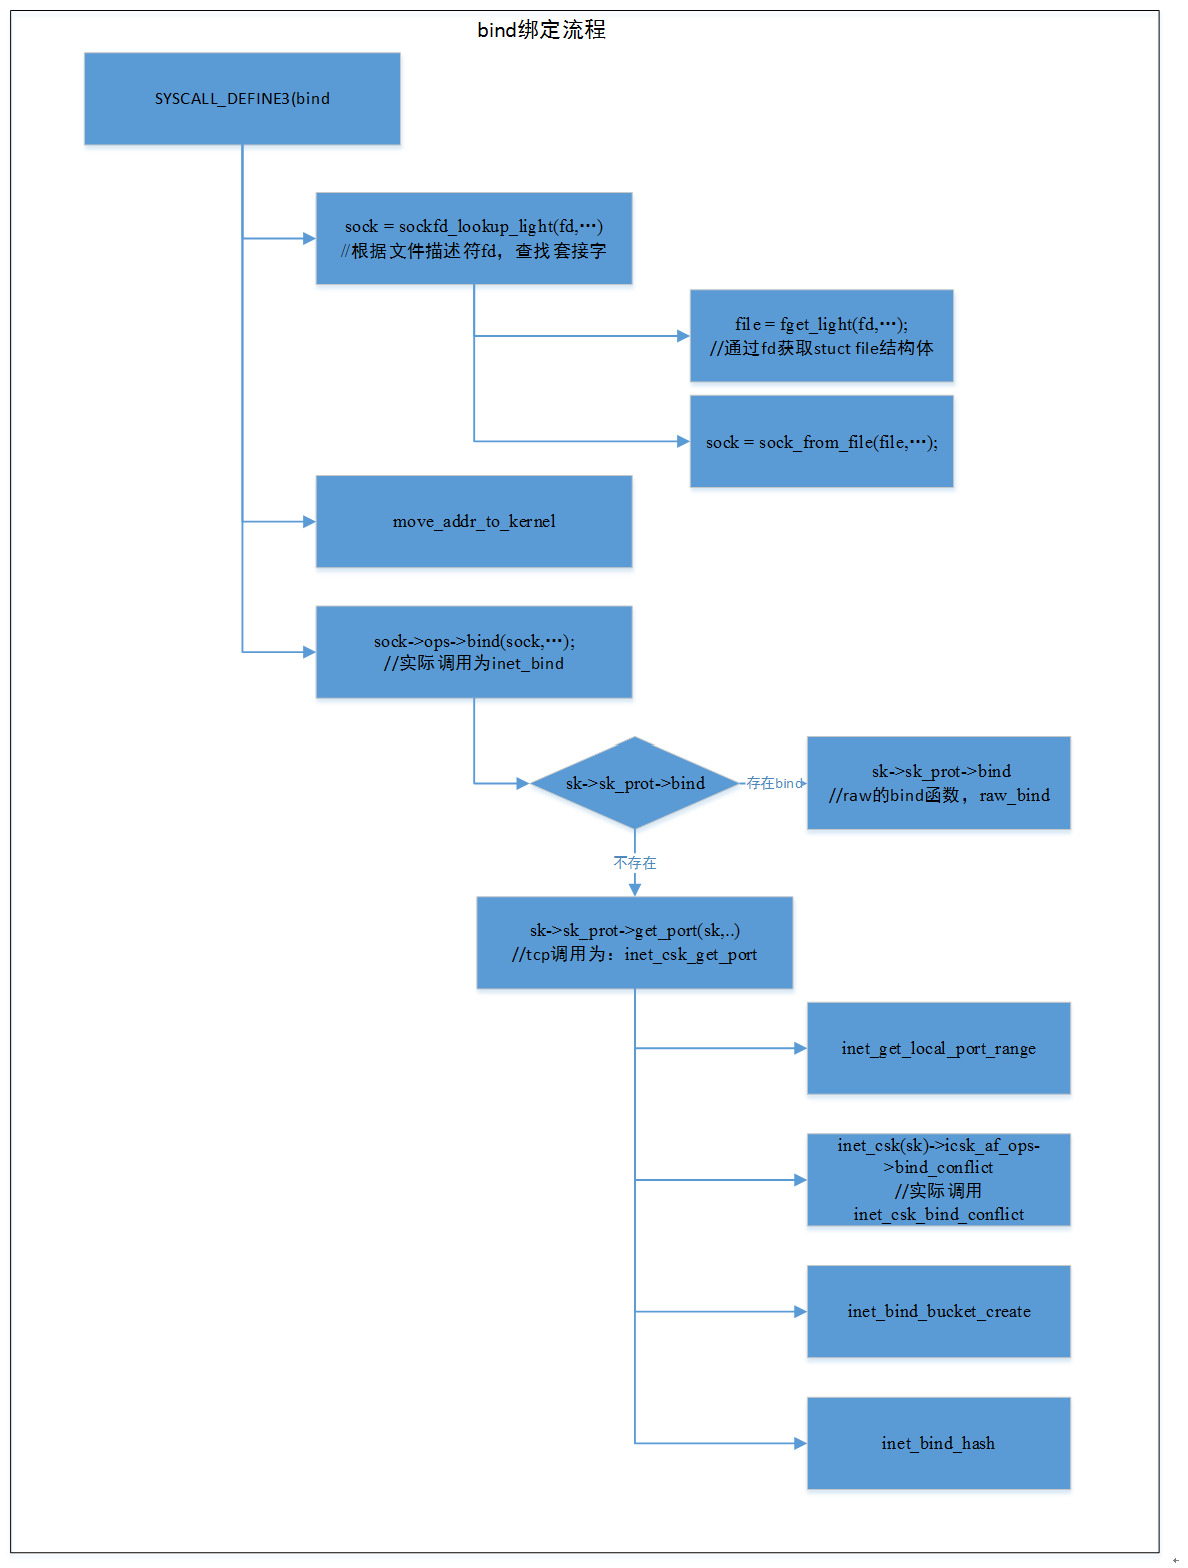 bind绑定流程
SYSCALL_DEFINE3(bind
sock = sockfd_lookup_light(fd,…)
//根据文件描述符fd，查找套接字
file = fget_light(fd,…);
//通过fd获取stuct file结构体
sock = sock_from_file(file,…);
move_addr_to_kernel
sock->ops->bind(sock,…);
//实际调用为inet_bind
sk->sk_prot->bind
存在bind
sk->sk_prot->bind
//raw的bind函数，raw_bind
不存在
sk->sk_prot->get_port(sk,..)
//tcp调用为：inet_csk_get_port
inet_get_local_port_range
inet_csk(sk)->icsk_af_ops-
>bind_conflict
//实际调用
inet_csk_bind_conflict
inet_bind_bucket_create
inet_bind_hash